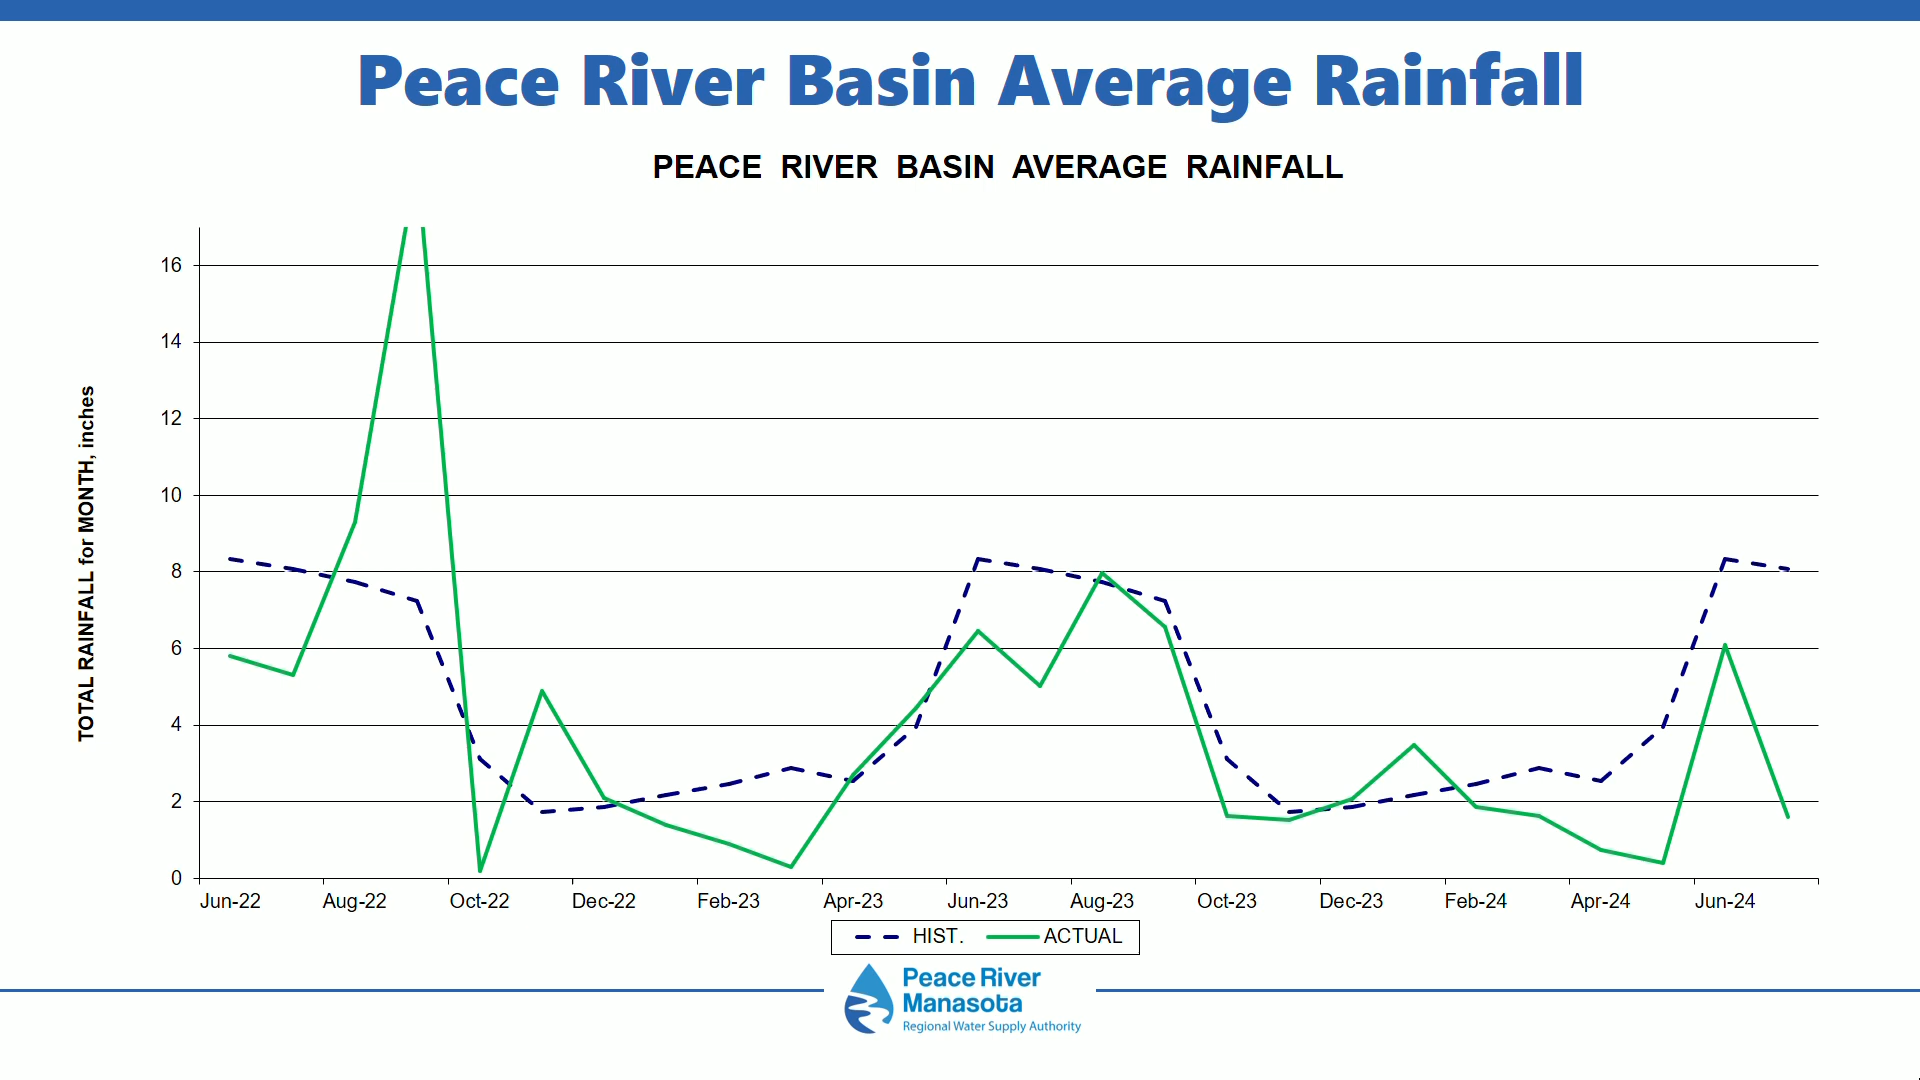 Peace River Basin Average Rainfall
PEACE RIVER BASIN AVERAGE RAINFALL
TOTAL RAINFALL for MONTH, inches
16
14
12
10
8
6
4
2
0
Jun-22 Aug-22 Oct-22 Dec-22 Feb-23 Apr-23 Jun-23 Aug-23 Oct-23 Dec-23 Feb-24 Apr-24 Jun-24
HIST. ACTUAL
Peace River
Manasota
Regional Water Supply Authority